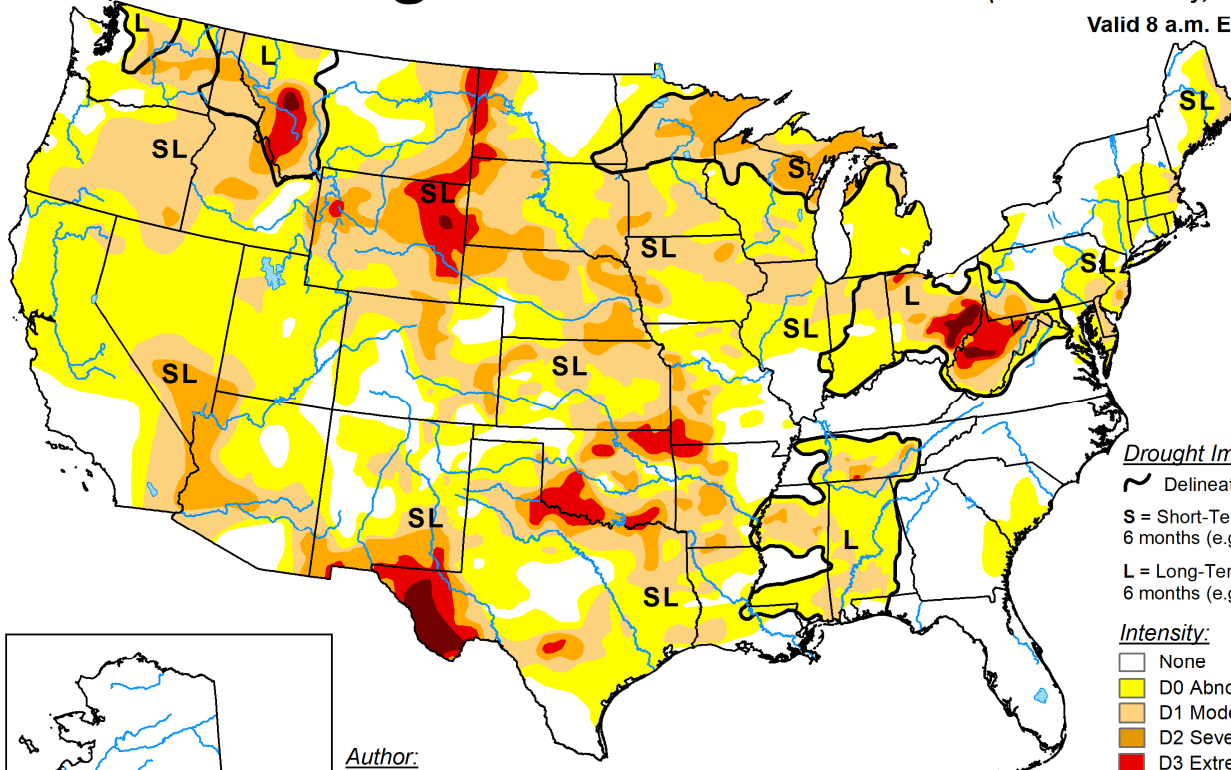 Valid 8 a.m. E
L
L
SL
SL
SL
S
SL
SL
L
SL
SL
SL
SL
L
SL
Drought Im
Delineat
S = Short-Te
6 months (e.g
L = Long-Ter
6 months (e.g
Intensity:
None
D0 Abno
D1 Mode
D2 Seve
D3 Extre
Author: